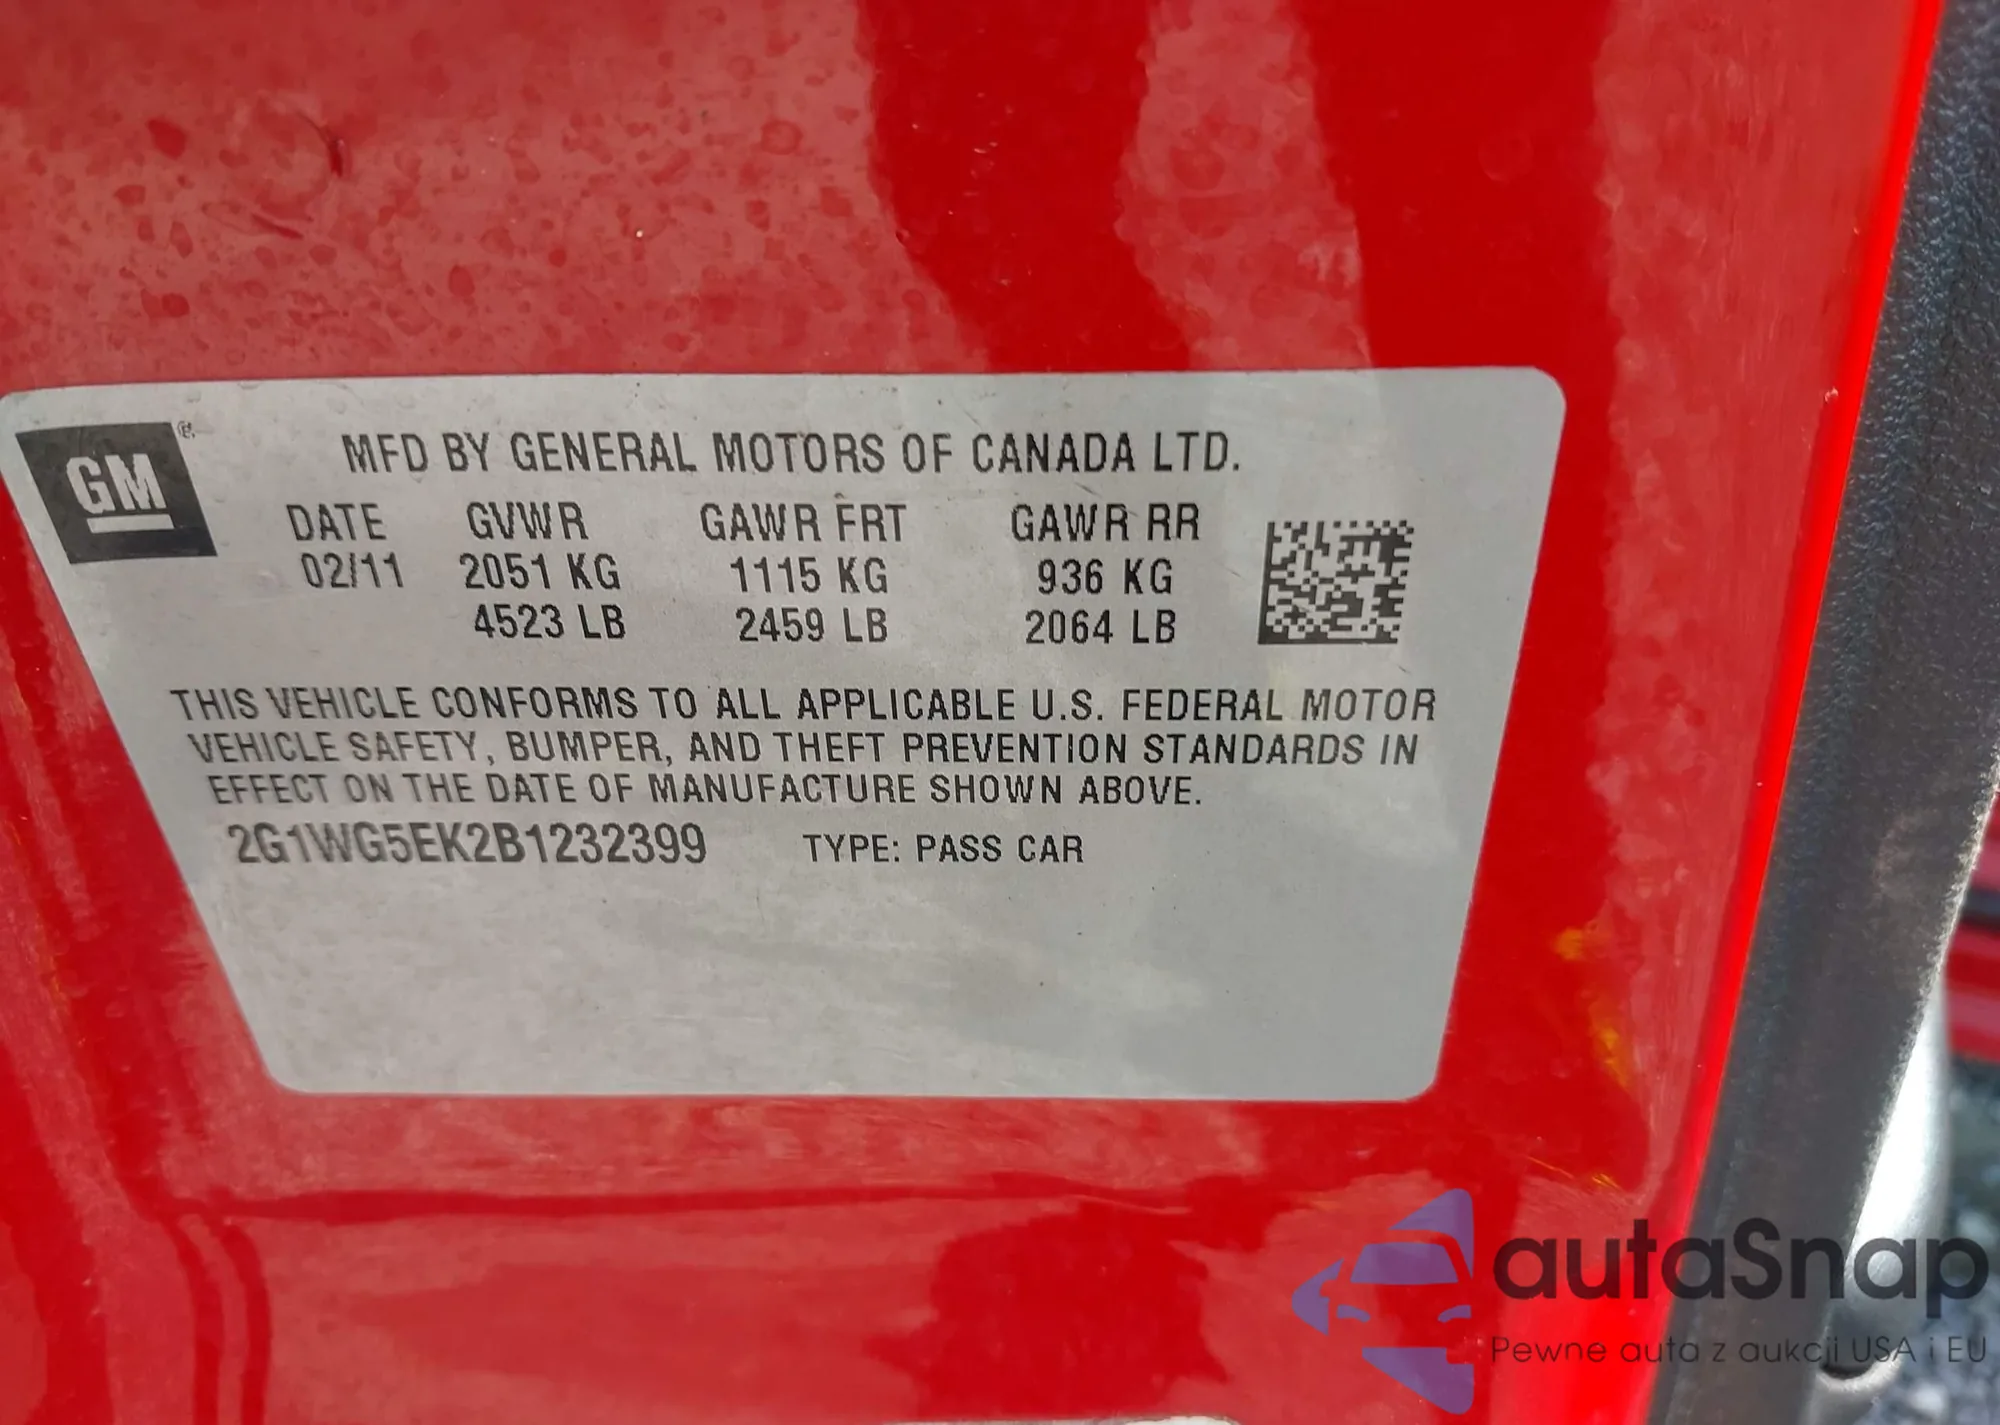 GM
MFD BY GENERAL MOTORS OF CANADA LTD.
DATE GVWR GAWR FRT GAWR RR
02/11 2051 KG 1115 KG 936 KG
4523 LB 2459 LB 2064 LB
THIS VEHICLE CONFORMS TO ALL APPLICABLE U.S. FEDERAL MOTOR
VEHICLE SAFETY, BUMPER, AND THEFT PREVENTION STANDARDS IN
EFFECT ON THE DATE OF MANUFACTURE SHOWN ABOVE.
2G1WG5EK2B1232399 TYPE: PASS CAR
autaSnap
Pewne auta z aukcji USA i EU